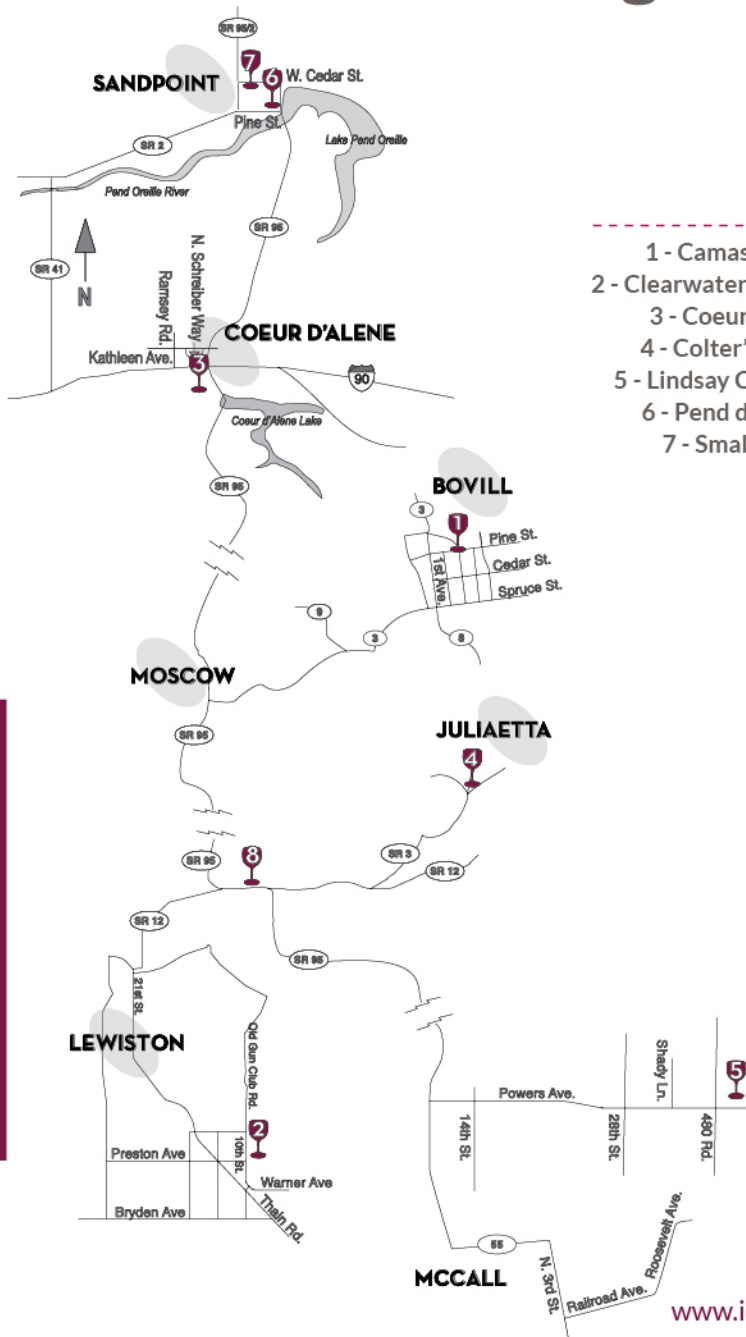 SR 95/2
7
6
W. Cedar St.
SANDPOINT
Pine St.
SR 2
Lake Pend Oreille
Pend Oreille River
SR 95
SR 41
N
N. Schreiber Way
Ramsey Rd.
COEUR D'ALENE
Kathleen Ave.
3
90
Coeur d'Alene Lake
SR 95
1 - Camas
2 - Clearwater
3 - Coeur
4 - Colter'
5 - Lindsay C
6 - Pend d
7 - Smal
BOVILL
3
1
Pine St.
Cedar St.
1st Ave.
Spruce St.
9
3
8
MOSCOW
SR 95
JULIAETTA
4
SR 95
8
SR 3
SR 12
SR 12
SR 95
21st St.
LEWISTON
Old Gun Club Rd.
2
10th St.
Preston Ave
Warner Ave
Bryden Ave
Thain Rd.
Shady Ln.
5
Powers Ave.
14th St.
28th St.
480 Rd.
55
Roosevelt Ave.
MCCALL
N. 3rd St.
Railroad Ave.
www.i